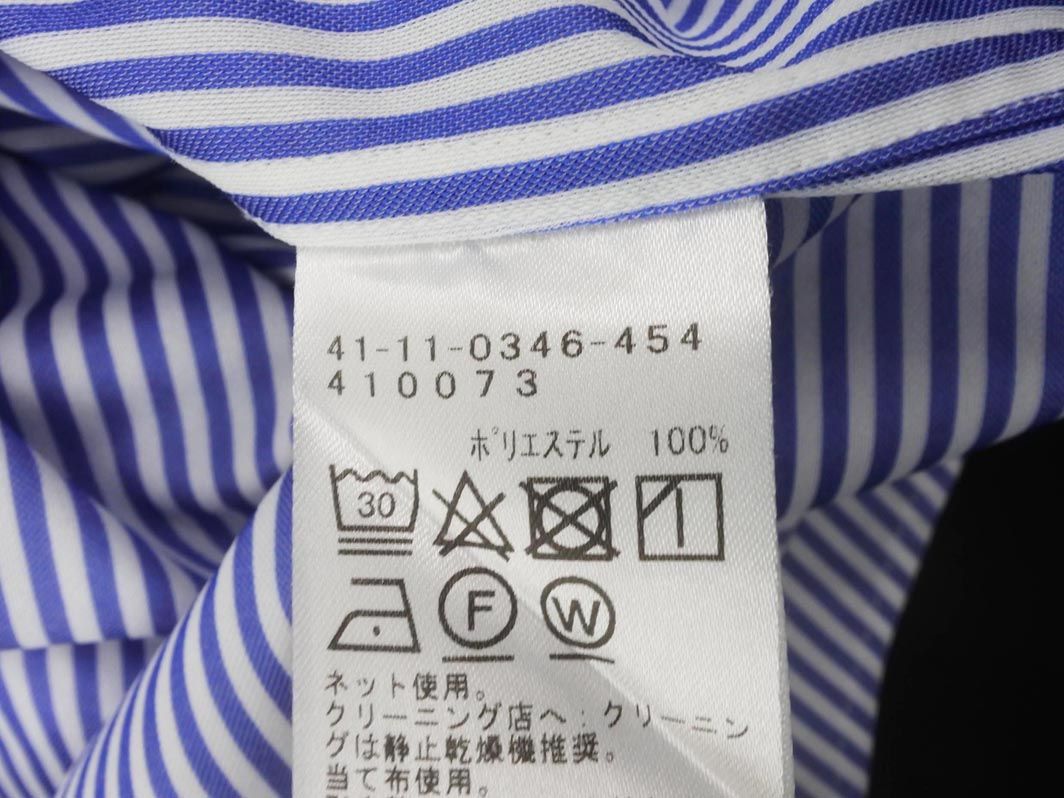 41-11-0346-454
410073
ポリエステル 100%
30
F W
ネット使用。
クリーニング店へ:クリーニン
グは静止乾燥機推奨。
当て布使用。